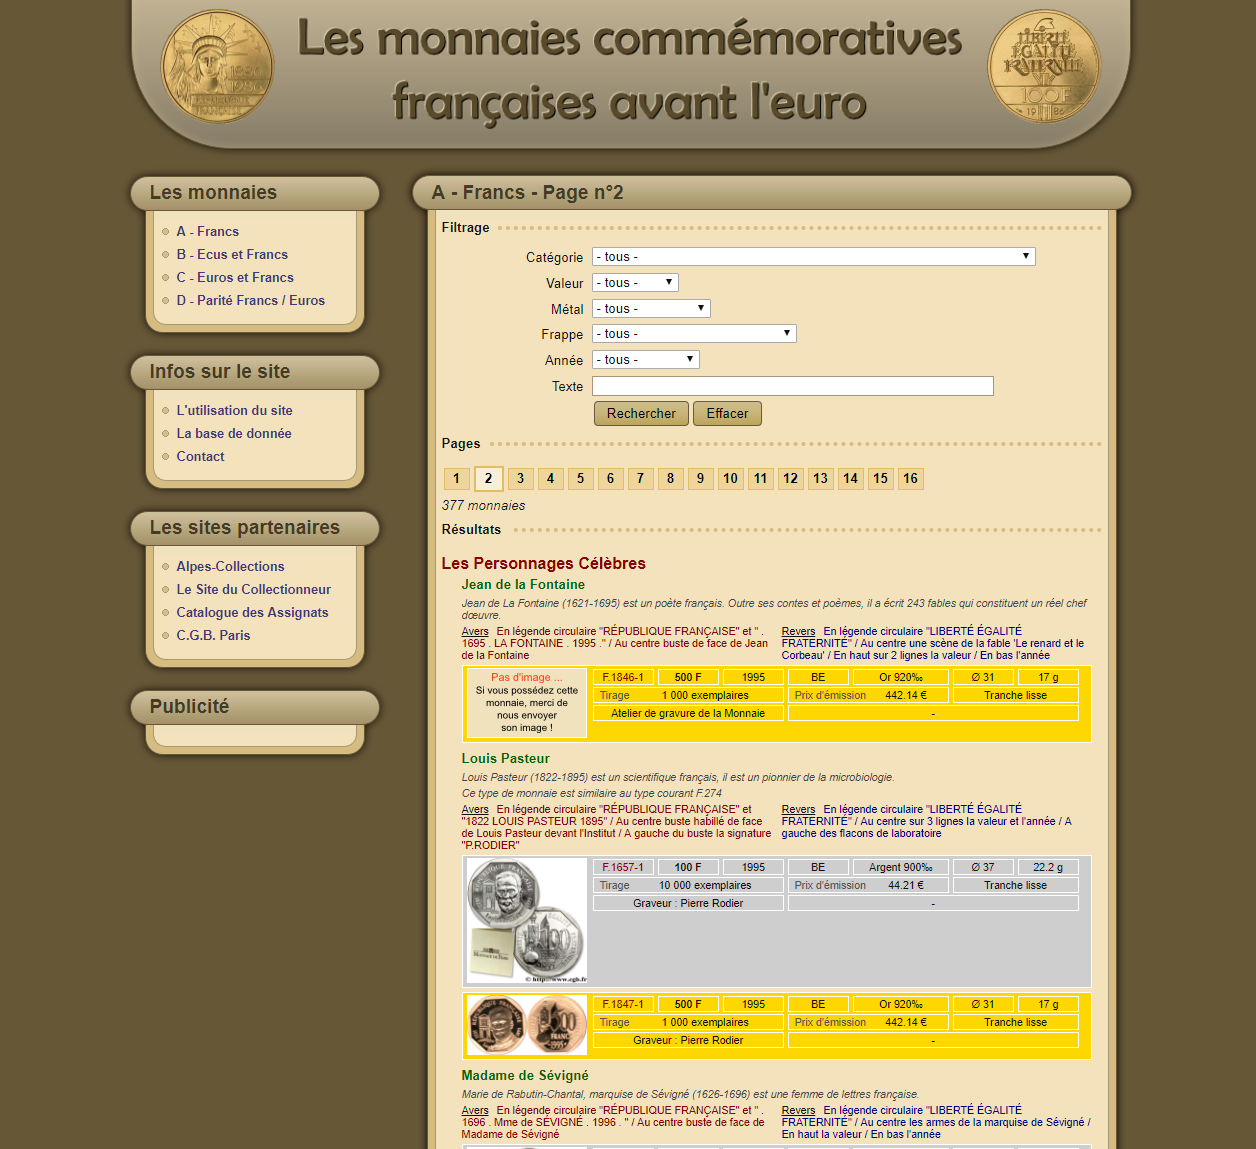 Les monnaies commémoratives
françaises avant l'euro
LIBERTÉ
ÉGALITÉ
FRATERNITÉ
100 F
1986
1886
1986
Les monnaies
A - Francs
B - Ecus et Francs
C - Euros et Francs
D - Parité Francs / Euros
Infos sur le site
L'utilisation du site
La base de donnée
Contact
Les sites partenaires
Alpes-Collections
Le Site du Collectionneur
Catalogue des Assignats
C.G.B. Paris
Publicité
A - Francs - Page n°2
Filtrage
Catégorie - tous -
Valeur - tous -
Métal - tous -
Frappe - tous -
Année - tous -
Texte
Rechercher Effacer
Pages
1 2 3 4 5 6 7 8 9 10 11 12 13 14 15 16
377 monnaies
Résultats
Les Personnages Célèbres
Jean de la Fontaine
Jean de La Fontaine (1621-1695) est un poète français. Outre ses contes et poèmes, il a écrit 243 fables qui constituent un réel chef
dœuvre.
Avers En légende circulaire "RÉPUBLIQUE FRANÇAISE" et " .
1695 . LA FONTAINE . 1995 ." / Au centre buste de face de Jean
de la Fontaine
Revers En légende circulaire "LIBERTÉ ÉGALITÉ
FRATERNITÉ" / Au centre une scène de la fable 'Le renard et le
Corbeau' / En haut sur 2 lignes la valeur / En bas l'année
Pas d'image ...
Si vous possédez cette
monnaie, merci de
nous envoyer
son image !
F.1846-1 500 F 1995 BE Or 920‰ Ø 31 17 g
Tirage 1 000 exemplaires Prix d'émission 442.14 € Tranche lisse
Atelier de gravure de la Monnaie -
Louis Pasteur
Louis Pasteur (1822-1895) est un scientifique français, il est un pionnier de la microbiologie.
Ce type de monnaie est similaire au type courant F.274
Avers En légende circulaire "RÉPUBLIQUE FRANÇAISE" et
"1822 LOUIS PASTEUR 1895" / Au centre buste habillé de face
de Louis Pasteur devant l'Institut / A gauche du buste la signature
"P.RODIER"
Revers En légende circulaire "LIBERTÉ ÉGALITÉ
FRATERNITÉ" / Au centre sur 3 lignes la valeur et l'année / A
gauche des flacons de laboratoire
© http://www.cgb.fr
F.1657-1 100 F 1995 BE Argent 900‰ Ø 37 22.2 g
Tirage 10 000 exemplaires Prix d'émission 44.21 € Tranche lisse
Graveur : Pierre Rodier -
F.1847-1 500 F 1995 BE Or 920‰ Ø 31 17 g
Tirage 1 000 exemplaires Prix d'émission 442.14 € Tranche lisse
Graveur : Pierre Rodier -
Madame de Sévigné
Marie de Rabutin-Chantal, marquise de Sévigné (1626-1696) est une femme de lettres française.
Avers En légende circulaire "RÉPUBLIQUE FRANÇAISE" et " .
1696 . Mme de SÉVIGNÉ . 1996 . " / Au centre buste de face de
Madame de Sévigné
Revers En légende circulaire "LIBERTÉ ÉGALITÉ
FRATERNITÉ" / Au centre les armes de la marquise de Sévigné /
En haut la valeur / En bas l'année